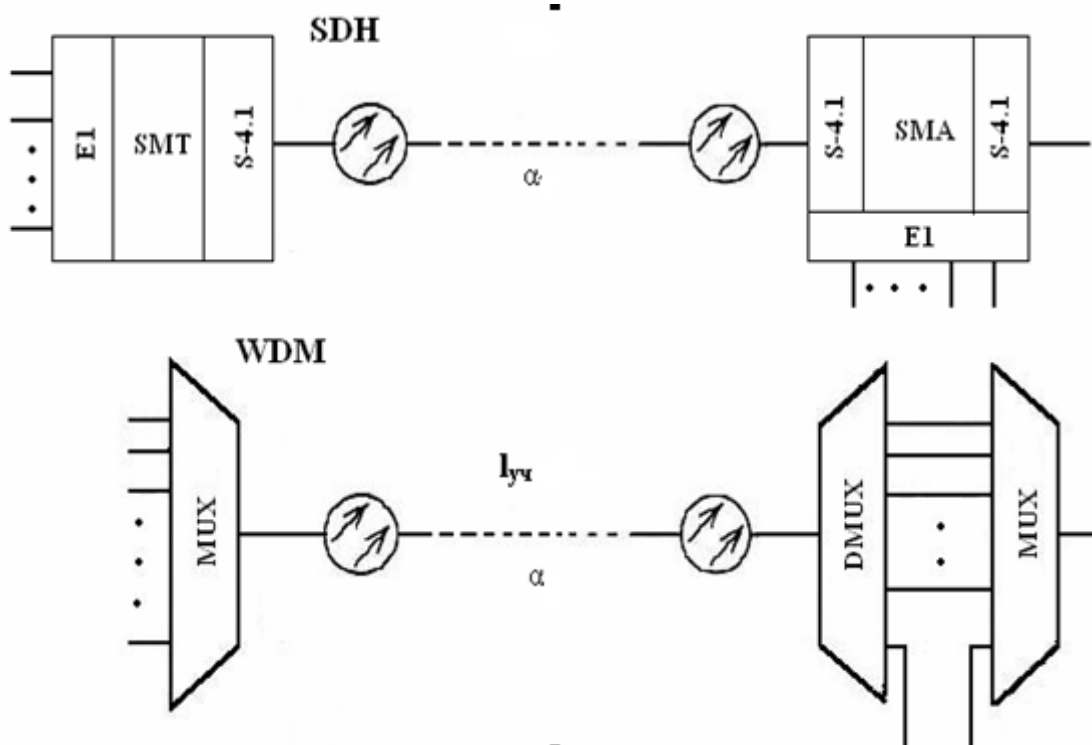 SDH
E1
SMT
S-4.1
α
S-4.1
SMA
S-4.1
E1
WDM
MUX
lуч
α
DMUX
MUX